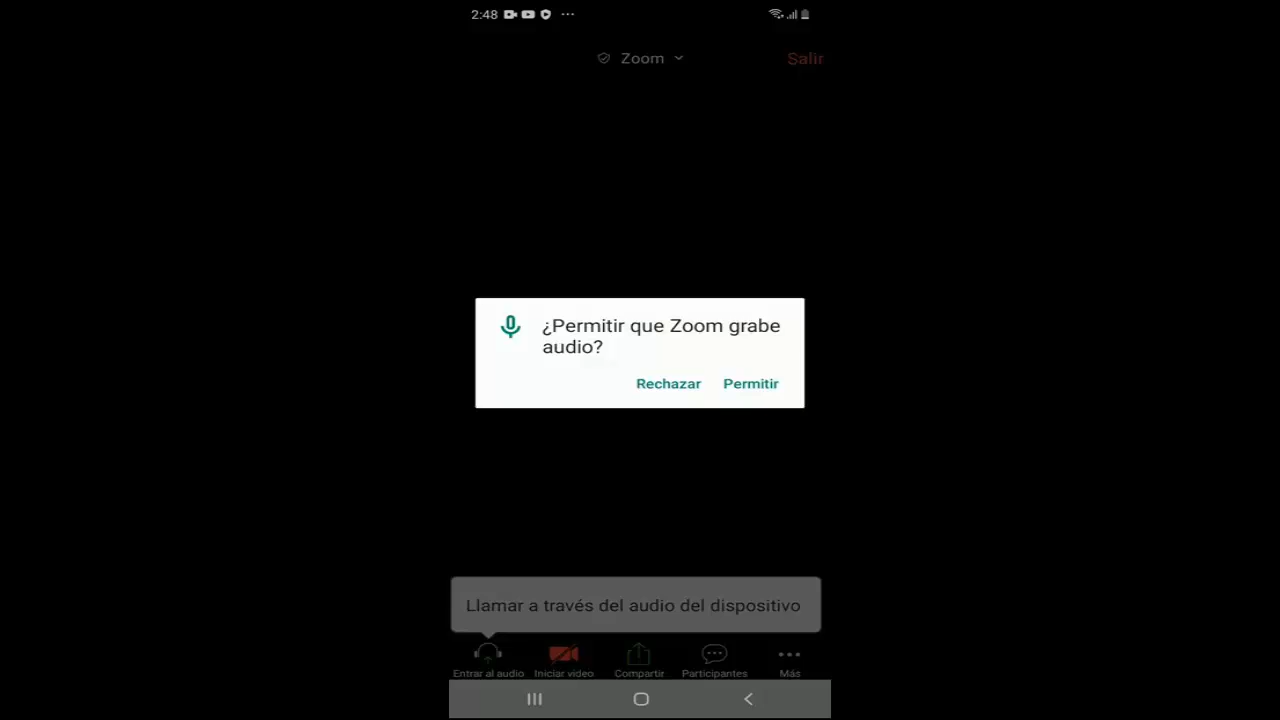 2:48
Zoom
Salir
¿Permitir que Zoom grabe
audio?
Rechazar Permitir
Llamar a través del audio del dispositivo
Entrar al audio Iniciar video Compartir Participantes Más